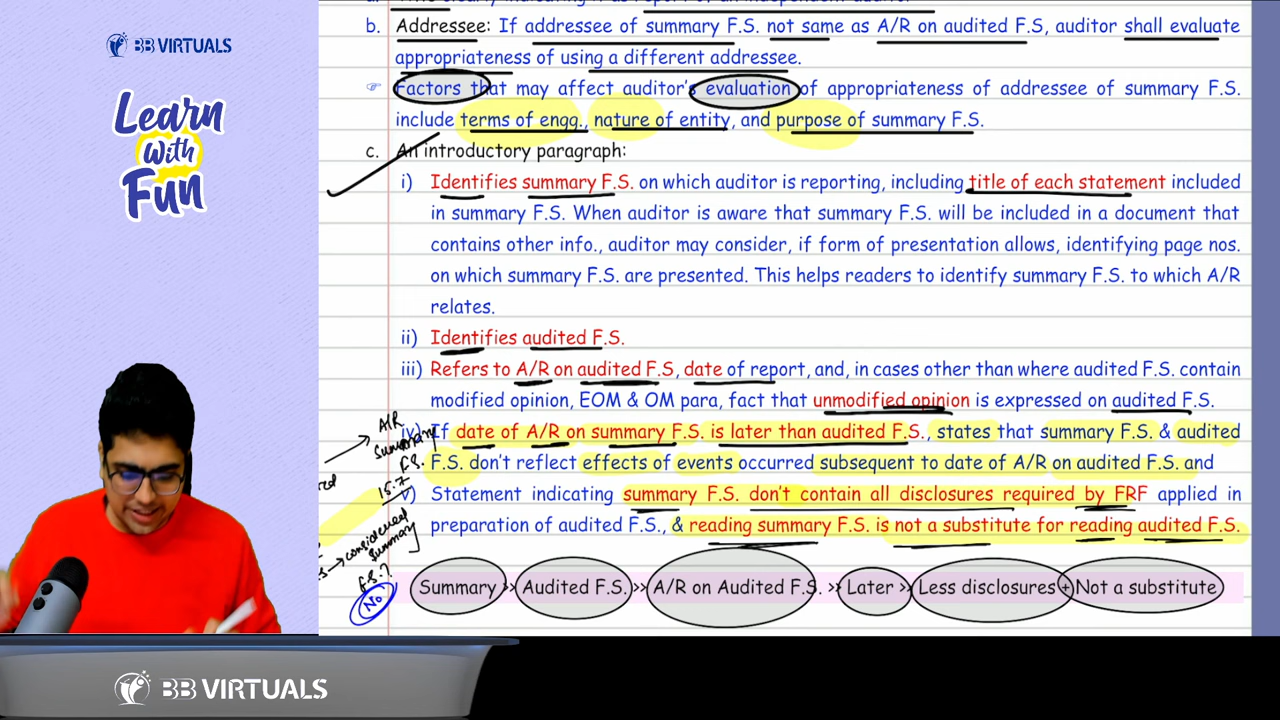 BB VIRTUALS
Learn
With
Fun
b. Addressee: If addressee of summary F.S. not same as A/R on audited F.S, auditor shall evaluate
appropriateness of using a different addressee.
☞ Factors that may affect auditor's evaluation of appropriateness of addressee of summary F.S.
include terms of engg., nature of entity, and purpose of summary F.S.
c. An introductory paragraph:
i) Identifies summary F.S. on which auditor is reporting, including title of each statement included
in summary F.S. When auditor is aware that summary F.S. will be included in a document that
contains other info., auditor may consider, if form of presentation allows, identifying page nos.
on which summary F.S. are presented. This helps readers to identify summary F.S. to which A/R
relates.
ii) Identifies audited F.S.
iii) Refers to A/R on audited F.S, date of report, and, in cases other than where audited F.S. contain
modified opinion, EOM & OM para, fact that unmodified opinion is expressed on audited F.S.
iv) If date of A/R on summary F.S. is later than audited F.S., states that summary F.S. & audited
F.S. don't reflect effects of events occurred subsequent to date of A/R on audited F.S. and
v) Statement indicating summary F.S. don't contain all disclosures required by FRF applied in
preparation of audited F.S., & reading summary F.S. is not a substitute for reading audited F.S.
A/R
Summary
F.S.
15.7
considered
Summary
F.S.?
No
Summary >> Audited F.S. >> A/R on Audited F.S. >> Later >> Less disclosures + Not a substitute
BB VIRTUALS